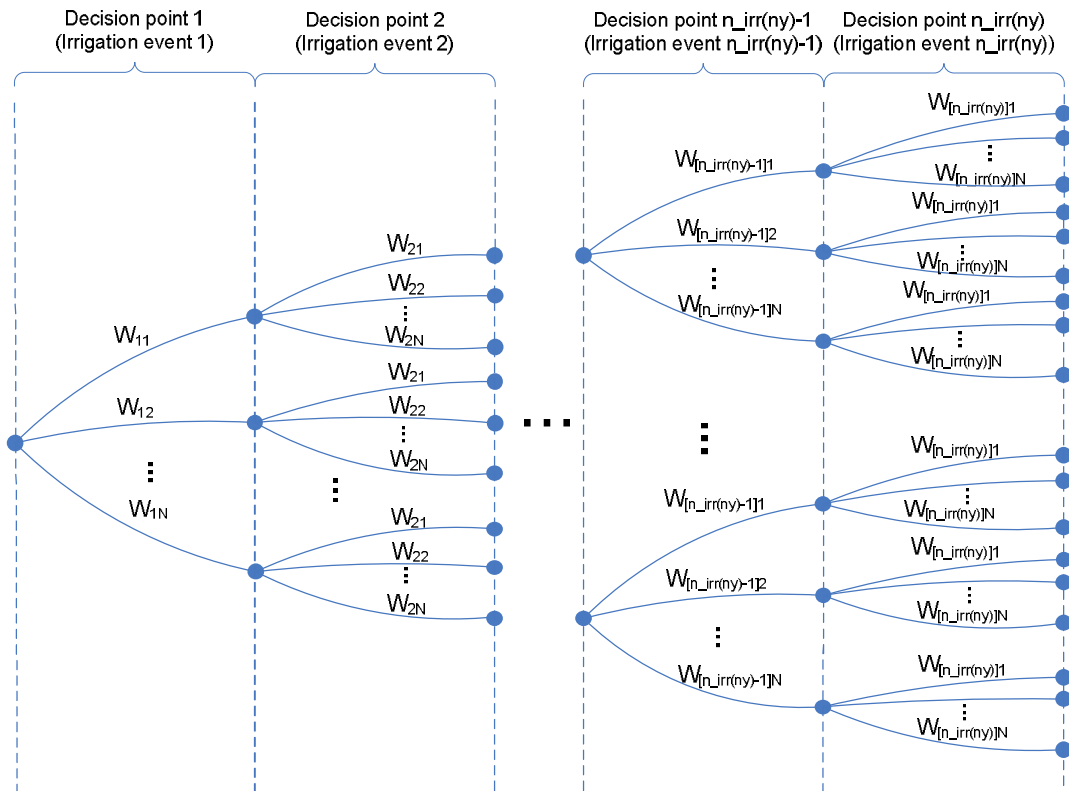 Decision point 1
(Irrigation event 1)
Decision point 2
(Irrigation event 2)
Decision point n_irr(ny)-1
(Irrigation event n_irr(ny)-1)
Decision point n_irr(ny)
(Irrigation event n_irr(ny))
W11
W12
W1N
W21
W22
W2N
W21
W22
W2N
W21
W22
W2N
W[n_irr(ny)-1]1
W[n_irr(ny)-1]2
W[n_irr(ny)-1]N
W[n_irr(ny)-1]1
W[n_irr(ny)-1]2
W[n_irr(ny)-1]N
W[n_irr(ny)]1
W[n_irr(ny)]N
W[n_irr(ny)]1
W[n_irr(ny)]N
W[n_irr(ny)]1
W[n_irr(ny)]N
W[n_irr(ny)]1
W[n_irr(ny)]N
W[n_irr(ny)]1
W[n_irr(ny)]N
W[n_irr(ny)]1
W[n_irr(ny)]N